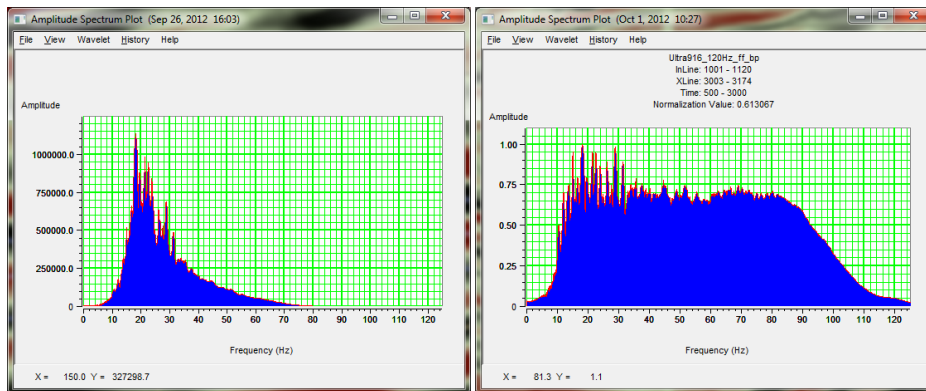 Amplitude Spectrum Plot (Sep 26, 2012 16:03)
File View Wavelet History Help
Amplitude
1000000.0
750000.0
500000.0
250000.0
0
0 10 20 30 40 50 60 70 80 90 100 110 120
Frequency (Hz)
X = 150.0 Y = 327298.7
Amplitude Spectrum Plot (Oct 1, 2012 10:27)
File View Wavelet History Help
Ultra916_120Hz_ff_bp
InLine: 1001 - 1120
XLine: 3003 - 3174
Time: 500 - 3000
Normalization Value: 0.613067
Amplitude
1.00
0.75
0.50
0.25
0
0 10 20 30 40 50 60 70 80 90 100 110 120
Frequency (Hz)
X = 81.3 Y = 1.1